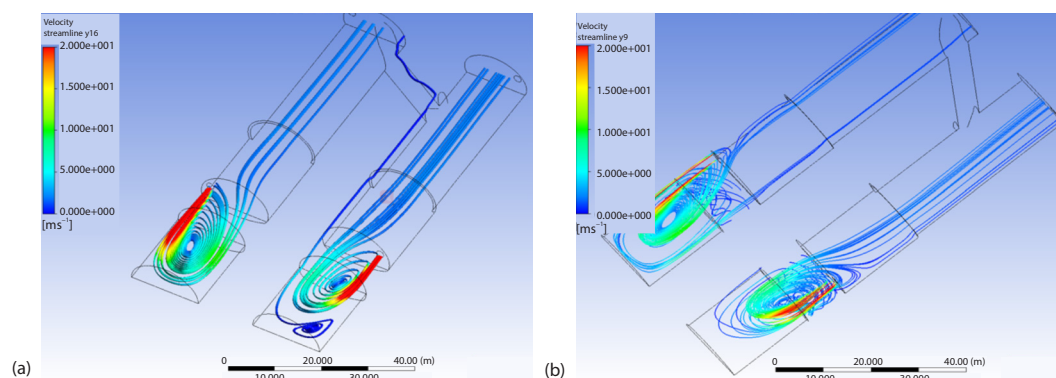 Velocity
streamline y16
2.000e+001
1.500e+001
1.000e+001
5.000e+000
0.000e+000
[ms⁻¹]
0 20.000 40.00 (m)
10.000 30.000
(a)
Velocity
streamline y9
2.000e+001
1.500e+001
1.000e+001
5.000e+000
0.000e+000
[ms⁻¹]
0 20.000 40.00 (m)
10.000 30.000
(b)